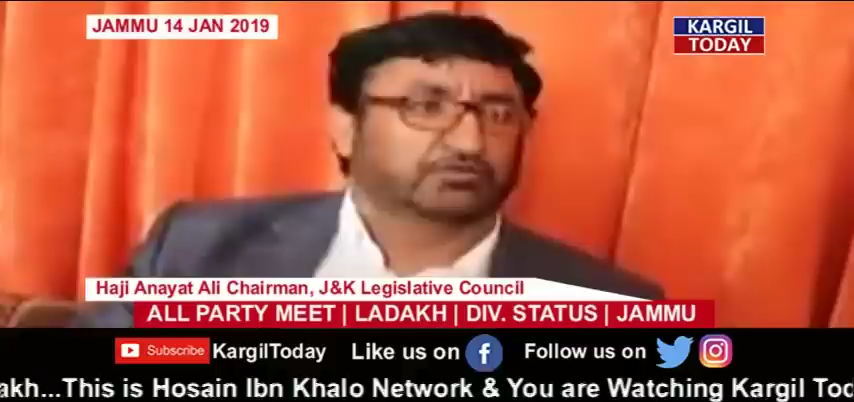 JAMMU 14 JAN 2019
KARGIL
TODAY
Haji Anayat Ali Chairman, J&K Legislative Council
ALL PARTY MEET | LADAKH | DIV. STATUS | JAMMU
Subscribe KargilToday Like us on Follow us on
akh...This is Hosain Ibn Khalo Network & You are Watching Kargil Tod